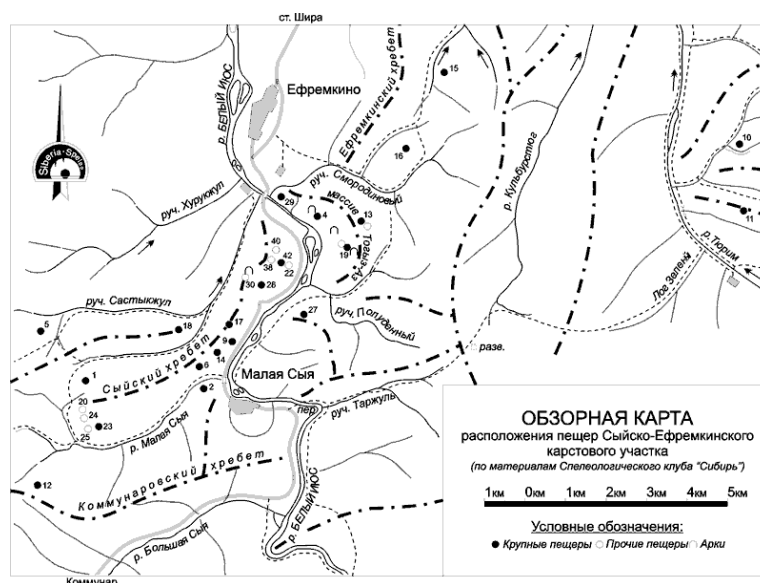 ст. Шира
Ефремкино
р. БЕЛЫЙ ИЮС
Ефремкинский хребет
15
16
10
11
Siberia-Speleo
руч. Хуруюкул
руч. Смородиновый
массив
Тогыз-Аз
р. Кульбурстюг
р. Тюрим
Лог Зеленый
29
4
13
19
40
38
42
22
30
28
руч. Састыкжул
5
18
17
27
руч. Полуденный
9
14
разв.
1
Сыйский хребет
6
Малая Сыя
2
20
24
23
25
р. Малая Сыя
пер
руч. Таржуль
12
Коммунаровский хребет
р. БЕЛЫЙ ИЮС
р. Большая Сыя
Коммунар
ОБЗОРНАЯ КАРТА
расположения пещер Сыйско-Ефремкинского
карстового участка
(по материалам Спелеологического клуба "Сибирь")
1км 0км 1км 2км 3км 4км 5км
Условные обозначения:
Крупные пещеры Прочие пещеры Арки